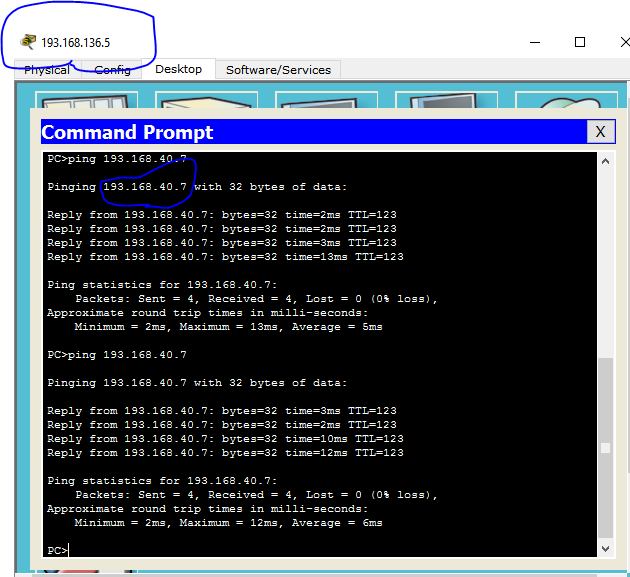 193.168.136.5
Physical Config Desktop Software/Services
Command Prompt X
PC>ping 193.168.40.7
Pinging 193.168.40.7 with 32 bytes of data:
Reply from 193.168.40.7: bytes=32 time=2ms TTL=123
Reply from 193.168.40.7: bytes=32 time=2ms TTL=123
Reply from 193.168.40.7: bytes=32 time=3ms TTL=123
Reply from 193.168.40.7: bytes=32 time=13ms TTL=123
Ping statistics for 193.168.40.7:
Packets: Sent = 4, Received = 4, Lost = 0 (0% loss),
Approximate round trip times in milli-seconds:
Minimum = 2ms, Maximum = 13ms, Average = 5ms
PC>ping 193.168.40.7
Pinging 193.168.40.7 with 32 bytes of data:
Reply from 193.168.40.7: bytes=32 time=3ms TTL=123
Reply from 193.168.40.7: bytes=32 time=2ms TTL=123
Reply from 193.168.40.7: bytes=32 time=10ms TTL=123
Reply from 193.168.40.7: bytes=32 time=12ms TTL=123
Ping statistics for 193.168.40.7:
Packets: Sent = 4, Received = 4, Lost = 0 (0% loss),
Approximate round trip times in milli-seconds:
Minimum = 2ms, Maximum = 12ms, Average = 6ms
PC>